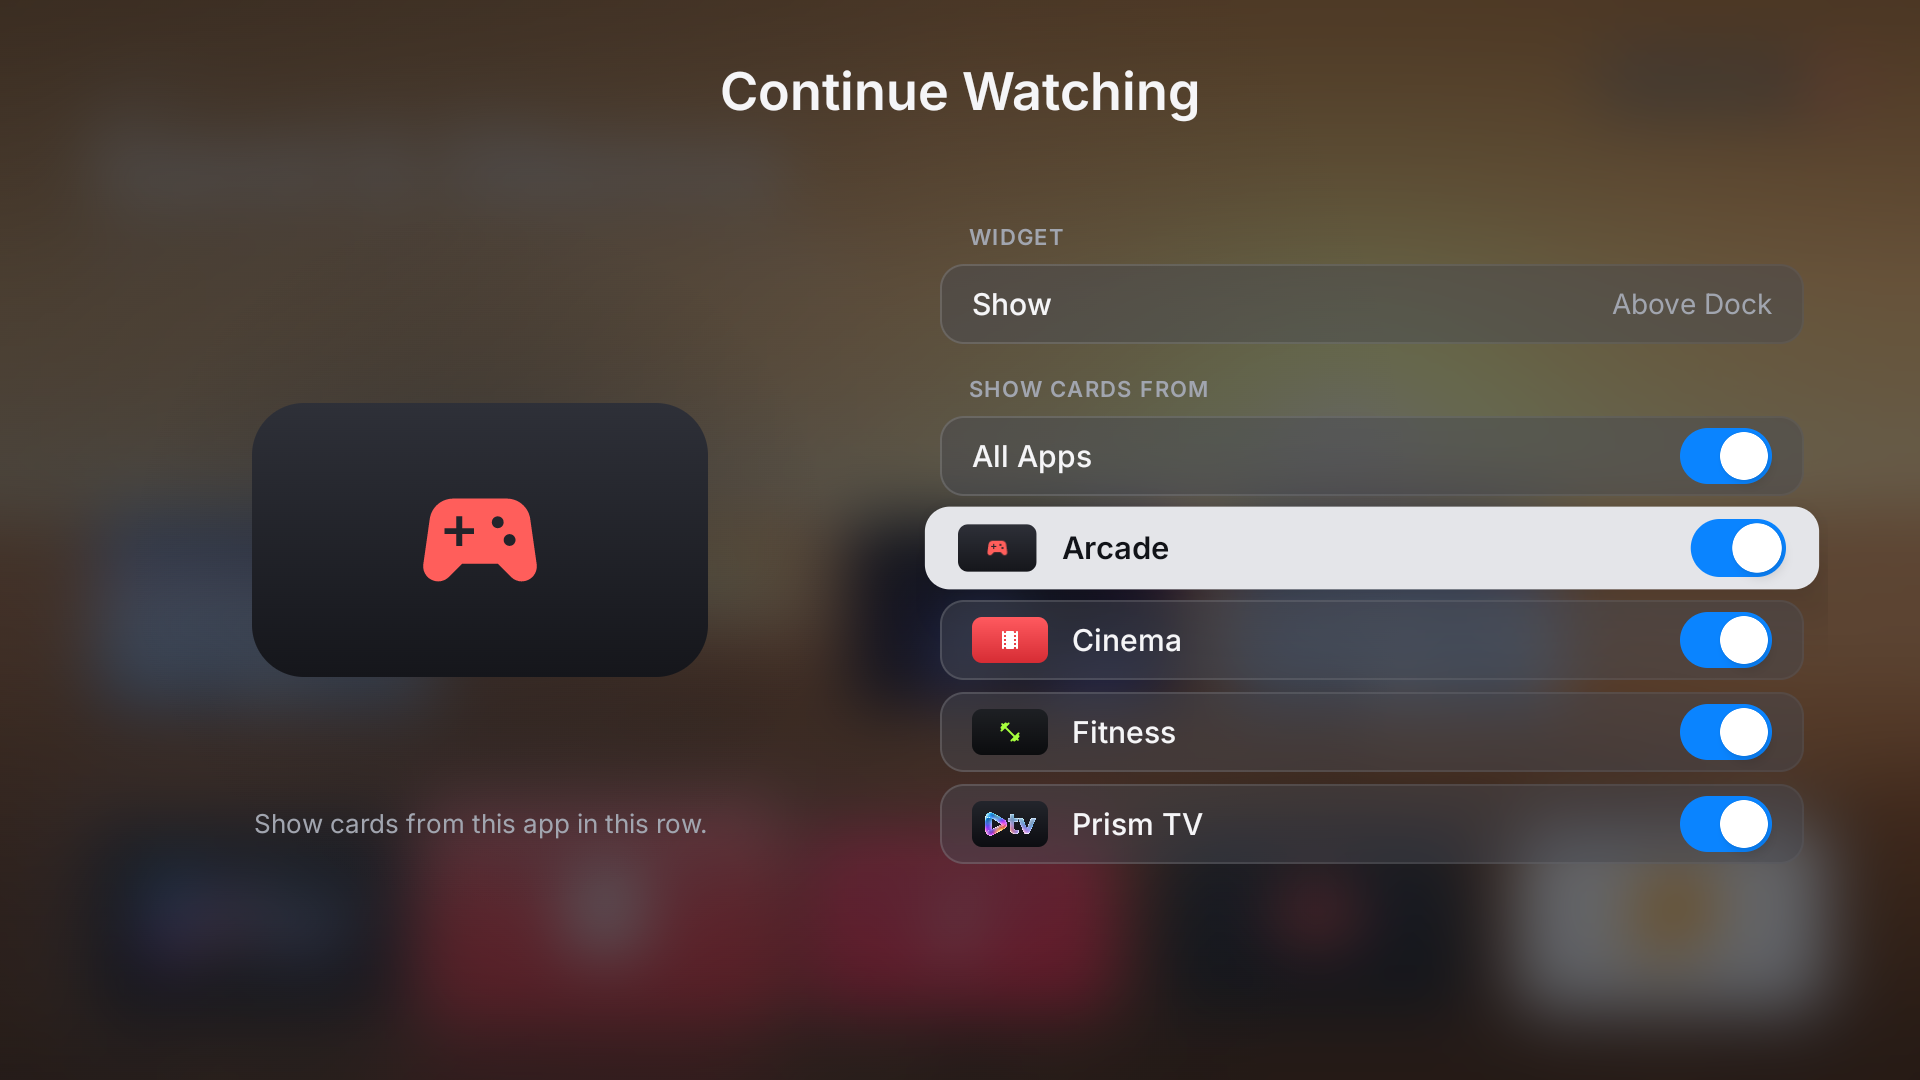 Continue Watching
WIDGET
Show
Above Dock
SHOW CARDS FROM
All Apps
Arcade
Cinema
Fitness
tv
Prism TV
Show cards from this app in this row.